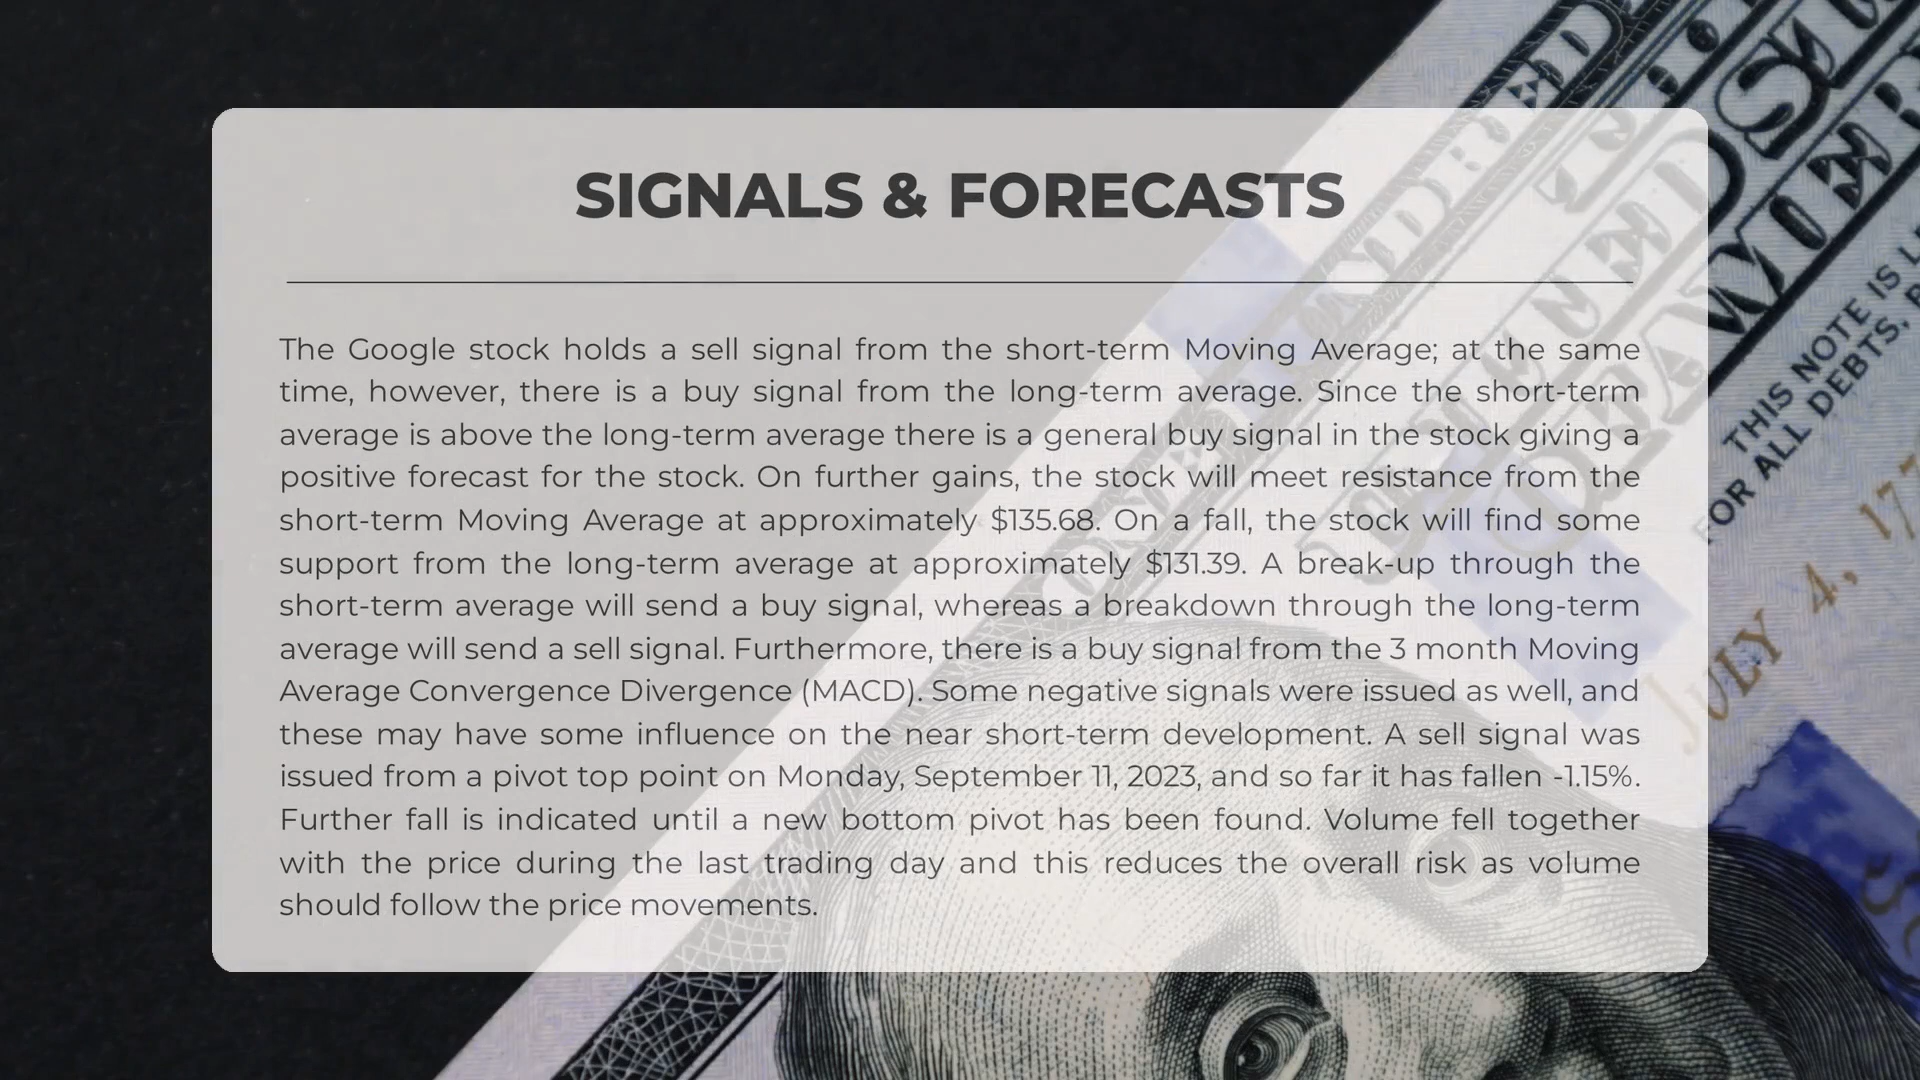 SIGNALS & FORECASTS
The Google stock holds a sell signal from the short-term Moving Average; at the same
time, however, there is a buy signal from the long-term average. Since the short-term
average is above the long-term average there is a general buy signal in the stock giving a
positive forecast for the stock. On further gains, the stock will meet resistance from the
short-term Moving Average at approximately $135.68. On a fall, the stock will find some
support from the long-term average at approximately $131.39. A break-up through the
short-term average will send a buy signal, whereas a breakdown through the long-term
average will send a sell signal. Furthermore, there is a buy signal from the 3 month Moving
Average Convergence Divergence (MACD). Some negative signals were issued as well, and
these may have some influence on the near short-term development. A sell signal was
issued from a pivot top point on Monday, September 11, 2023, and so far it has fallen -1.15%.
Further fall is indicated until a new bottom pivot has been found. Volume fell together
with the price during the last trading day and this reduces the overall risk as volume
should follow the price movements.
THIS NOTE IS
FOR ALL DEBTS,
JULY 4,